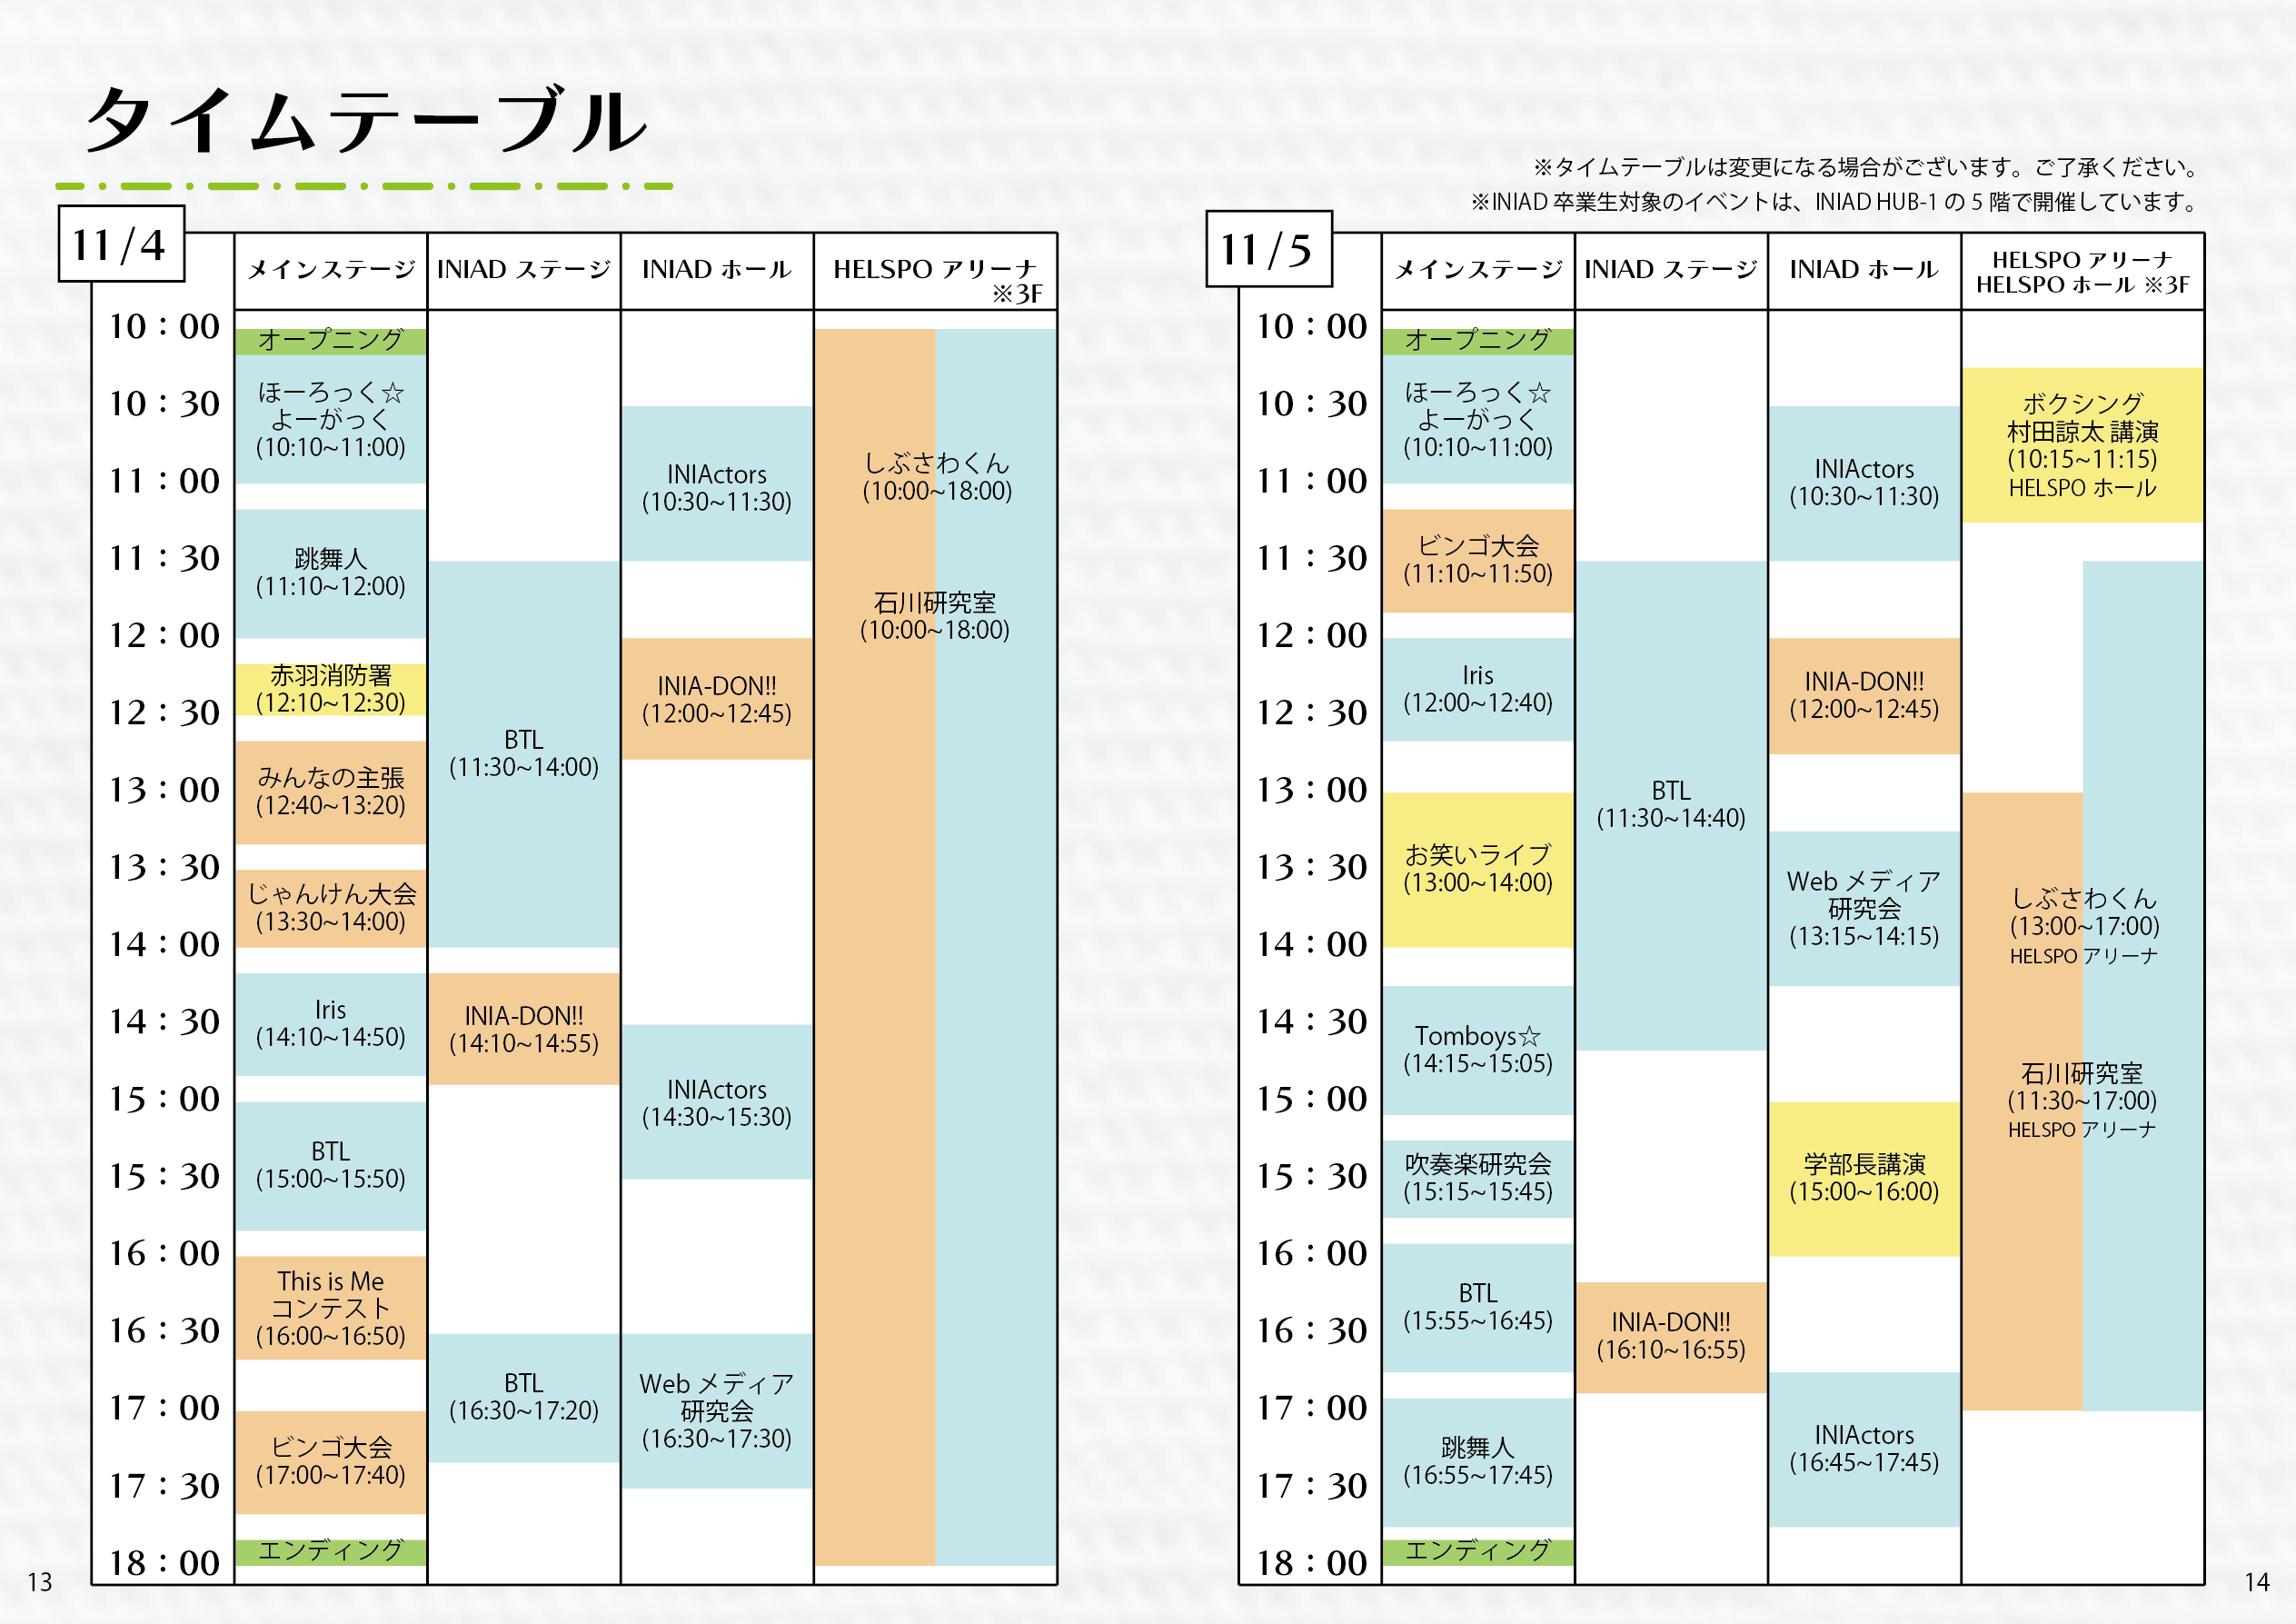 タイムテーブル
※タイムテーブルは変更になる場合がございます。ご了承ください。
※INIAD 卒業生対象のイベントは、INIAD HUB-1 の 5 階で開催しています。
11/4
メインステージ
INIAD ステージ
INIAD ホール
HELSPO アリーナ
※3F
10：00
10：30
11：00
11：30
12：00
12：30
13：00
13：30
14：00
14：30
15：00
15：30
16：00
16：30
17：00
17：30
18：00
オープニング
ほーろっく☆
よーがっく
(10:10~11:00)
跳舞人
(11:10~12:00)
赤羽消防署
(12:10~12:30)
みんなの主張
(12:40~13:20)
じゃんけん大会
(13:30~14:00)
Iris
(14:10~14:50)
BTL
(15:00~15:50)
This is Me
コンテスト
(16:00~16:50)
ビンゴ大会
(17:00~17:40)
エンディング
BTL
(11:30~14:00)
INIA-DON!!
(14:10~14:55)
BTL
(16:30~17:20)
INIActors
(10:30~11:30)
INIA-DON!!
(12:00~12:45)
INIActors
(14:30~15:30)
Web メディア
研究会
(16:30~17:30)
しぶさわくん
(10:00~18:00)
石川研究室
(10:00~18:00)
13
11/5
メインステージ
INIAD ステージ
INIAD ホール
HELSPO アリーナ
HELSPO ホール ※3F
10：00
10：30
11：00
11：30
12：00
12：30
13：00
13：30
14：00
14：30
15：00
15：30
16：00
16：30
17：00
17：30
18：00
オープニング
ほーろっく☆
よーがっく
(10:10~11:00)
ビンゴ大会
(11:10~11:50)
Iris
(12:00~12:40)
お笑いライブ
(13:00~14:00)
Tomboys☆
(14:15~15:05)
吹奏楽研究会
(15:15~15:45)
BTL
(15:55~16:45)
跳舞人
(16:55~17:45)
エンディング
BTL
(11:30~14:40)
INIA-DON!!
(16:10~16:55)
INIActors
(10:30~11:30)
INIA-DON!!
(12:00~12:45)
Web メディア
研究会
(13:15~14:15)
学部長講演
(15:00~16:00)
INIActors
(16:45~17:45)
ボクシング
村田諒太 講演
(10:15~11:15)
HELSPO ホール
しぶさわくん
(13:00~17:00)
HELSPO アリーナ
石川研究室
(11:30~17:00)
HELSPO アリーナ
14